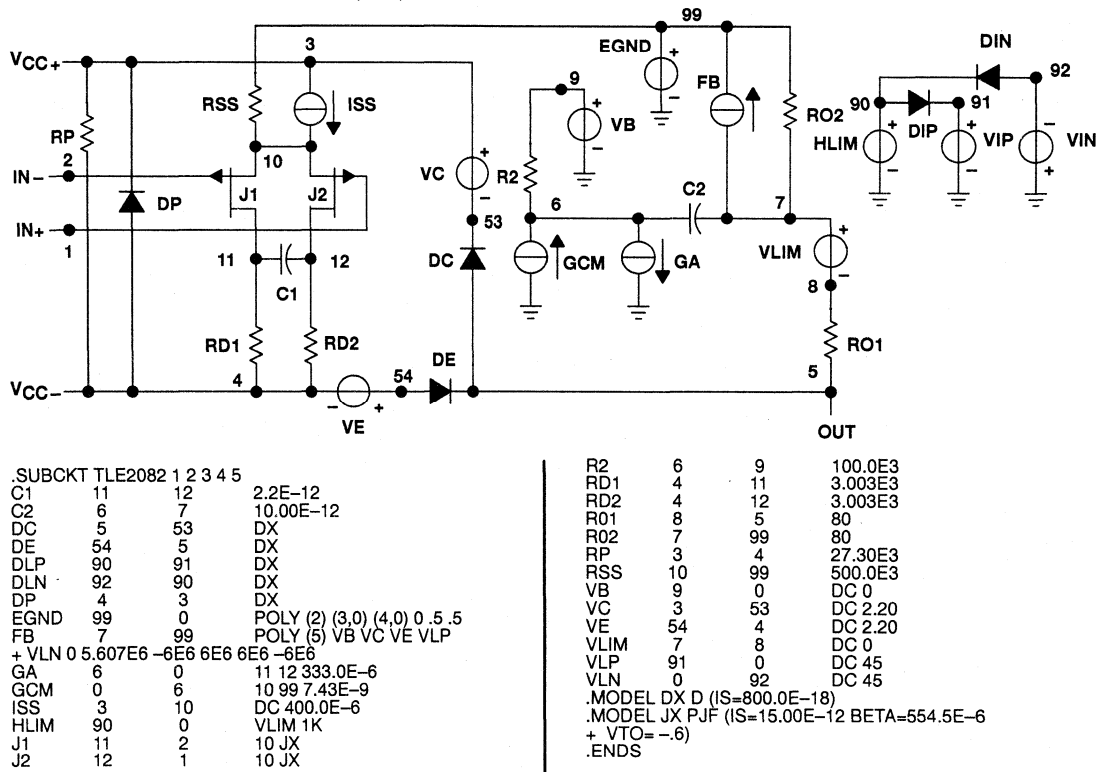 99
3
EGND
+
−
DIN
92
VCC+
9
FB
90
91
RSS
ISS
+
VB
−
RO2
HLIM
+
−
DIP
+
−
VIP
−
+
VIN
RP
10
VC
+
−
R2
C2
2
IN−
J1
J2
53
6
7
DP
IN+
1
DC
GCM
GA
VLIM
+
−
11
12
C1
8
RD1
RD2
RO1
DE
VCC−
4
54
5
−
+
VE
OUT
.SUBCKT TLE2082 1 2 3 4 5
C1 11 12 2.2E−12
C2 6 7 10.00E−12
DC 5 53 DX
DE 54 5 DX
DLP 90 91 DX
DLN 92 90 DX
DP 4 3 DX
EGND 99 0 POLY (2) (3,0) (4,0) 0 .5 .5
FB 7 99 POLY (5) VB VC VE VLP
+ VLN 0 5.607E6 −6E6 6E6 6E6 −6E6
GA 6 0 11 12 333.0E−6
GCM 0 6 10 99 7.43E−9
ISS 3 10 DC 400.0E−6
HLIM 90 0 VLIM 1K
J1 11 2 10 JX
J2 12 1 10 JX
R2 6 9 100.0E3
RD1 4 11 3.003E3
RD2 4 12 3.003E3
R01 8 5 80
R02 7 99 80
RP 3 4 27.30E3
RSS 10 99 500.0E3
VB 9 0 DC 0
VC 3 53 DC 2.20
VE 54 4 DC 2.20
VLIM 7 8 DC 0
VLP 91 0 DC 45
VLN 0 92 DC 45
.MODEL DX D (IS=800.0E−18)
.MODEL JX PJF (IS=15.00E−12 BETA=554.5E−6
+ VTO= −.6)
.ENDS